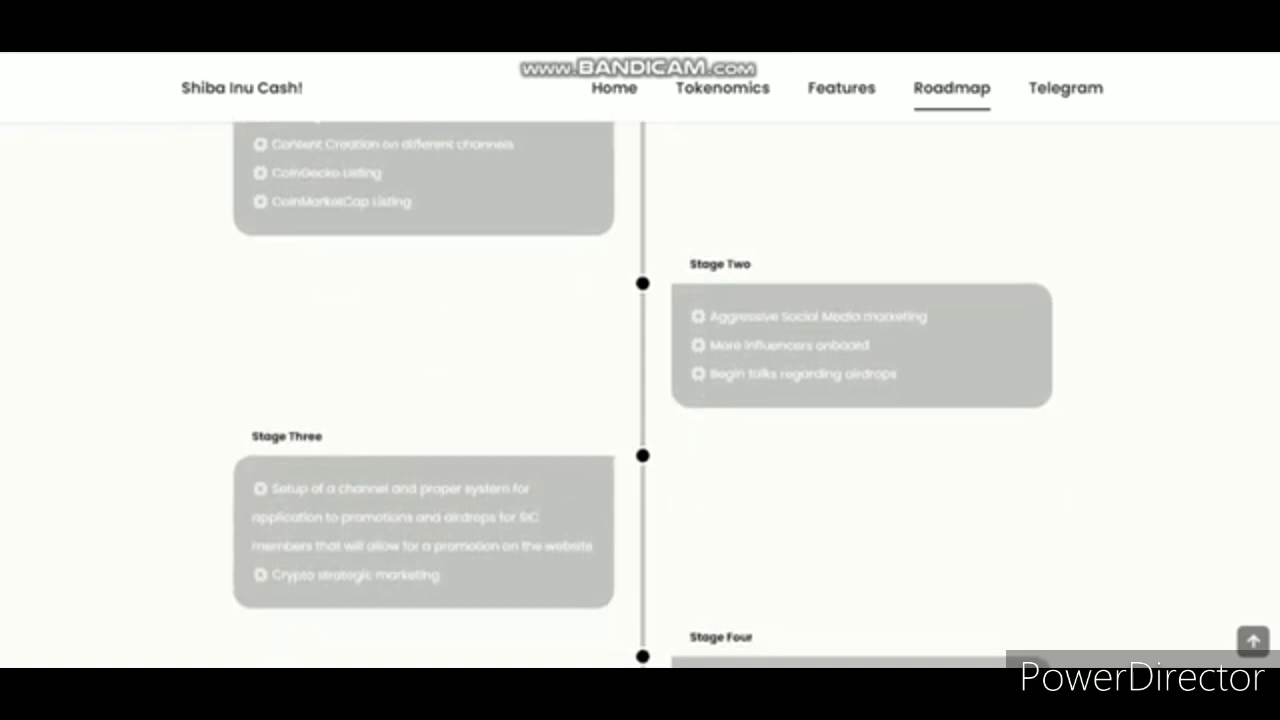 www.BANDICAM.COM
Shiba Inu Cash!
Home
Tokenomics
Features
Roadmap
Telegram
Content Creation on different channels
CoinGecko Listing
CoinMarketCap Listing
Stage Two
Aggressive Social Media marketing
More Influencers onboard
Begin talks regarding airdrops
Stage Three
Setup of a channel and proper system for
application to promotions and airdrops for SIC
members that will allow for a promotion on the website
Crypto strategic marketing
Stage Four
PowerDirector